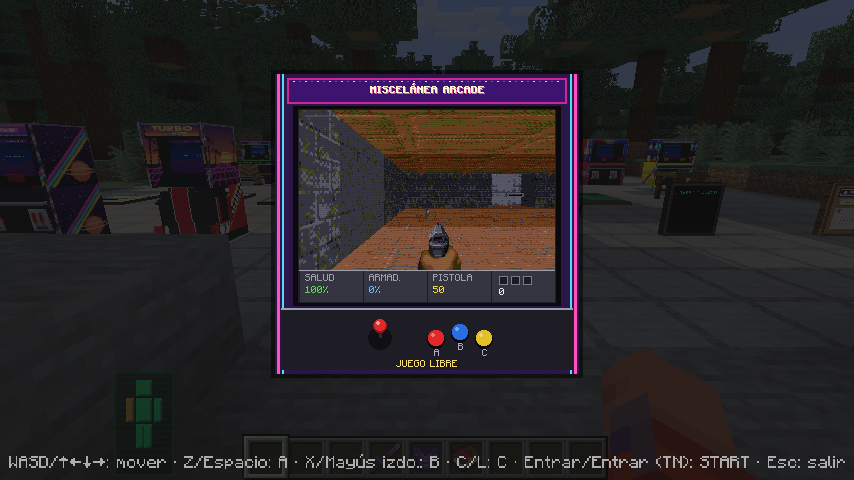 MISCELÁNEA ARCADE
TURBO
SALUD ARMAD. PISTOLA
100% 0% 50 0
A B C
JUEGO LIBRE
WASD/↑←↓→: mover · Z/Espacio: A · X/Mayús izdo.: B · C/L: C · Entrar/Entrar (TN): START · Esc: salir